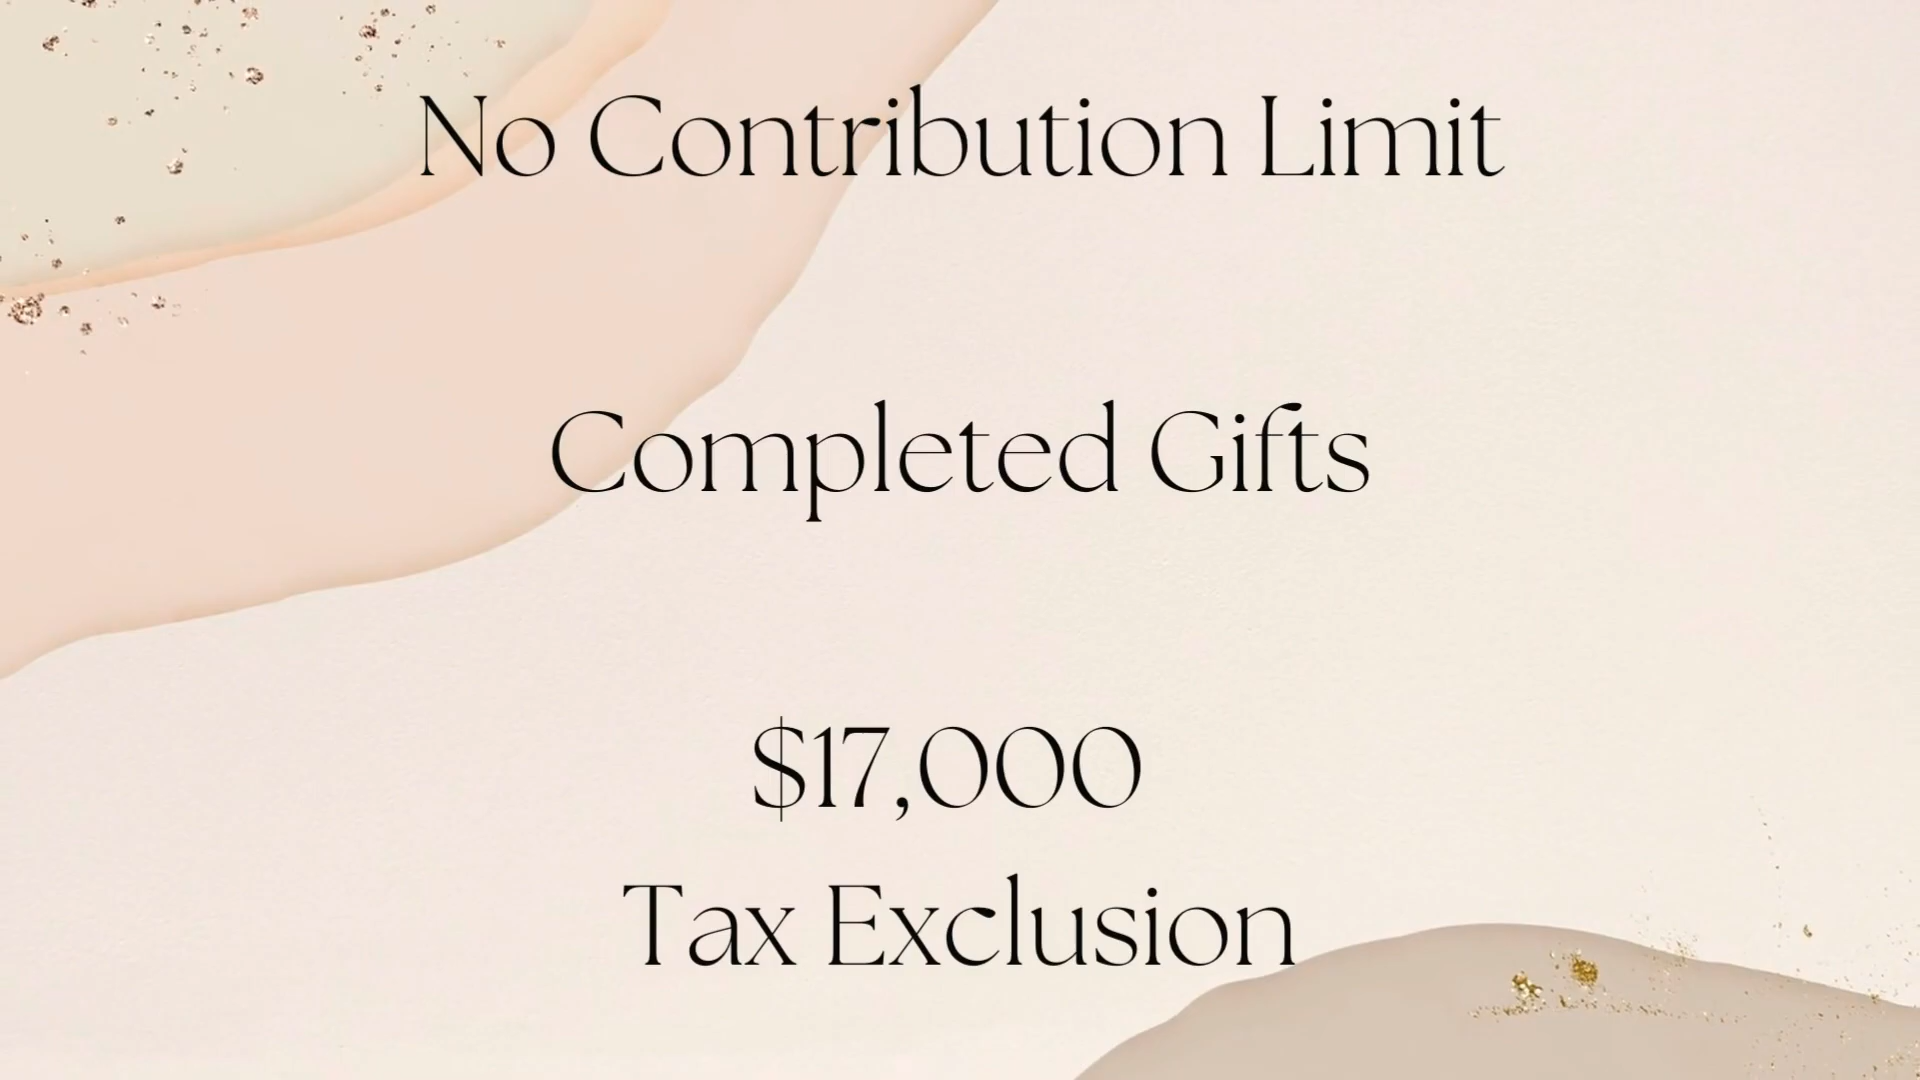 No Contribution Limit
Completed Gifts
$17,000
Tax Exclusion